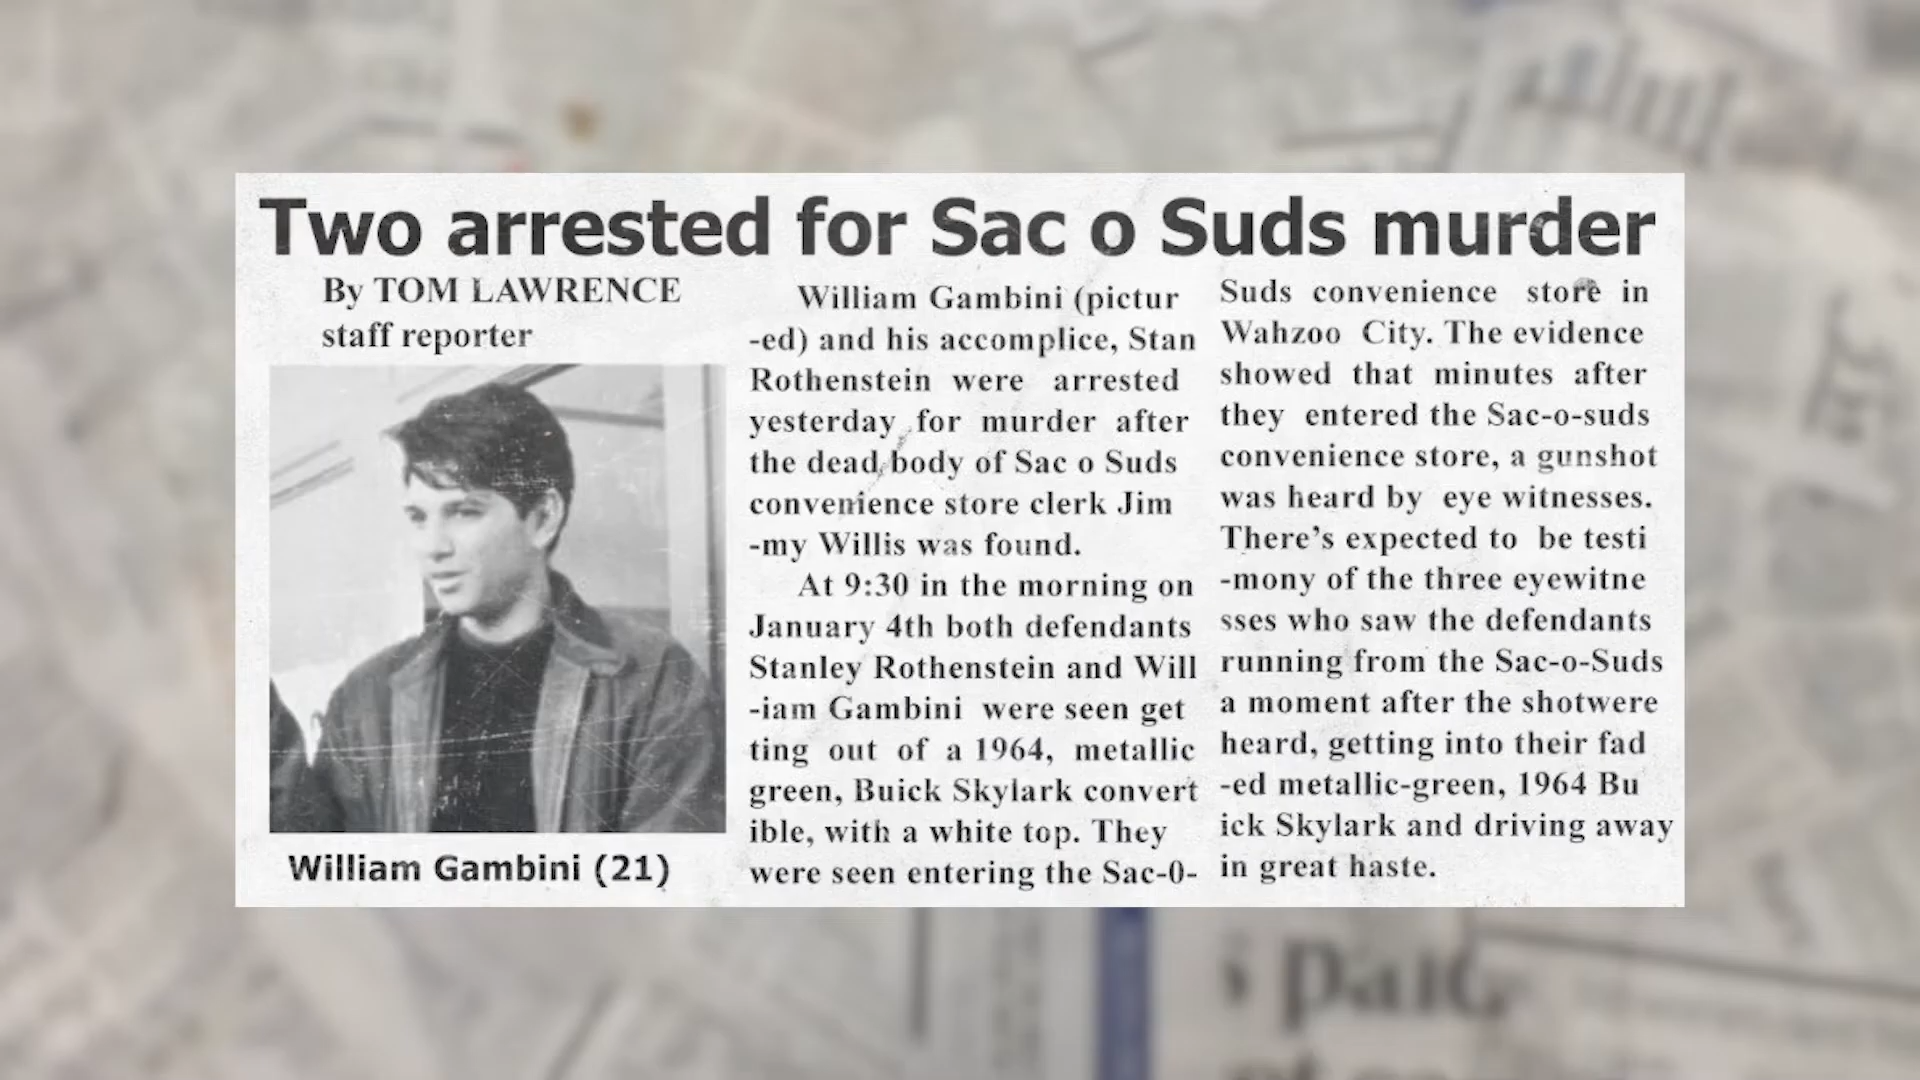 Two arrested for Sac o Suds murder
By TOM LAWRENCE
staff reporter
William Gambini (21)
William Gambini (pictur
-ed) and his accomplice, Stan
Rothenstein were arrested
yesterday for murder after
the dead body of Sac o Suds
convenience store clerk Jim
-my Willis was found.
At 9:30 in the morning on
January 4th both defendants
Stanley Rothenstein and Will
-iam Gambini were seen get
ting out of a 1964, metallic
green, Buick Skylark convert
ible, with a white top. They
were seen entering the Sac-0-
Suds convenience store in
Wahzoo City. The evidence
showed that minutes after
they entered the Sac-o-suds
convenience store, a gunshot
was heard by eye witnesses.
There's expected to be testi
-mony of the three eyewitne
sses who saw the defendants
running from the Sac-o-Suds
a moment after the shotwere
heard, getting into their fad
-ed metallic-green, 1964 Bu
ick Skylark and driving away
in great haste.